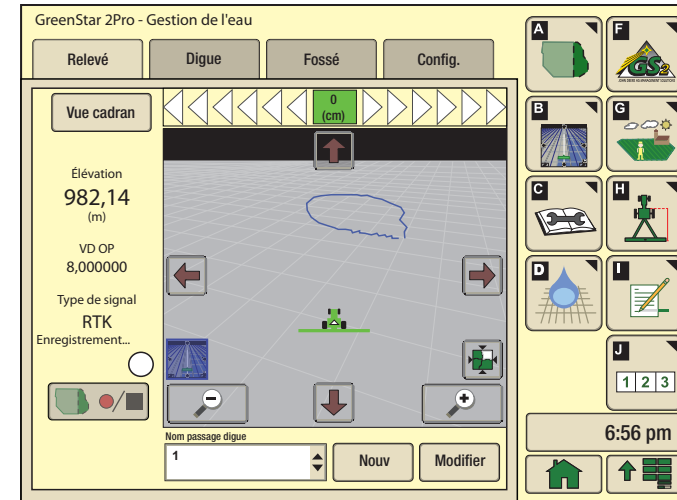 GreenStar 2Pro - Gestion de l'eau
Relevé
Digue
Fossé
Config.
Vue cadran
0
(cm)
Élévation
982,14
(m)
VD OP
8,000000
Type de signal
RTK
Enregistrement...
Nom passage digue
1
Nouv
Modifier
A
F
GS2
B
G
C
H
D
I
J
1 2 3
6:56 pm